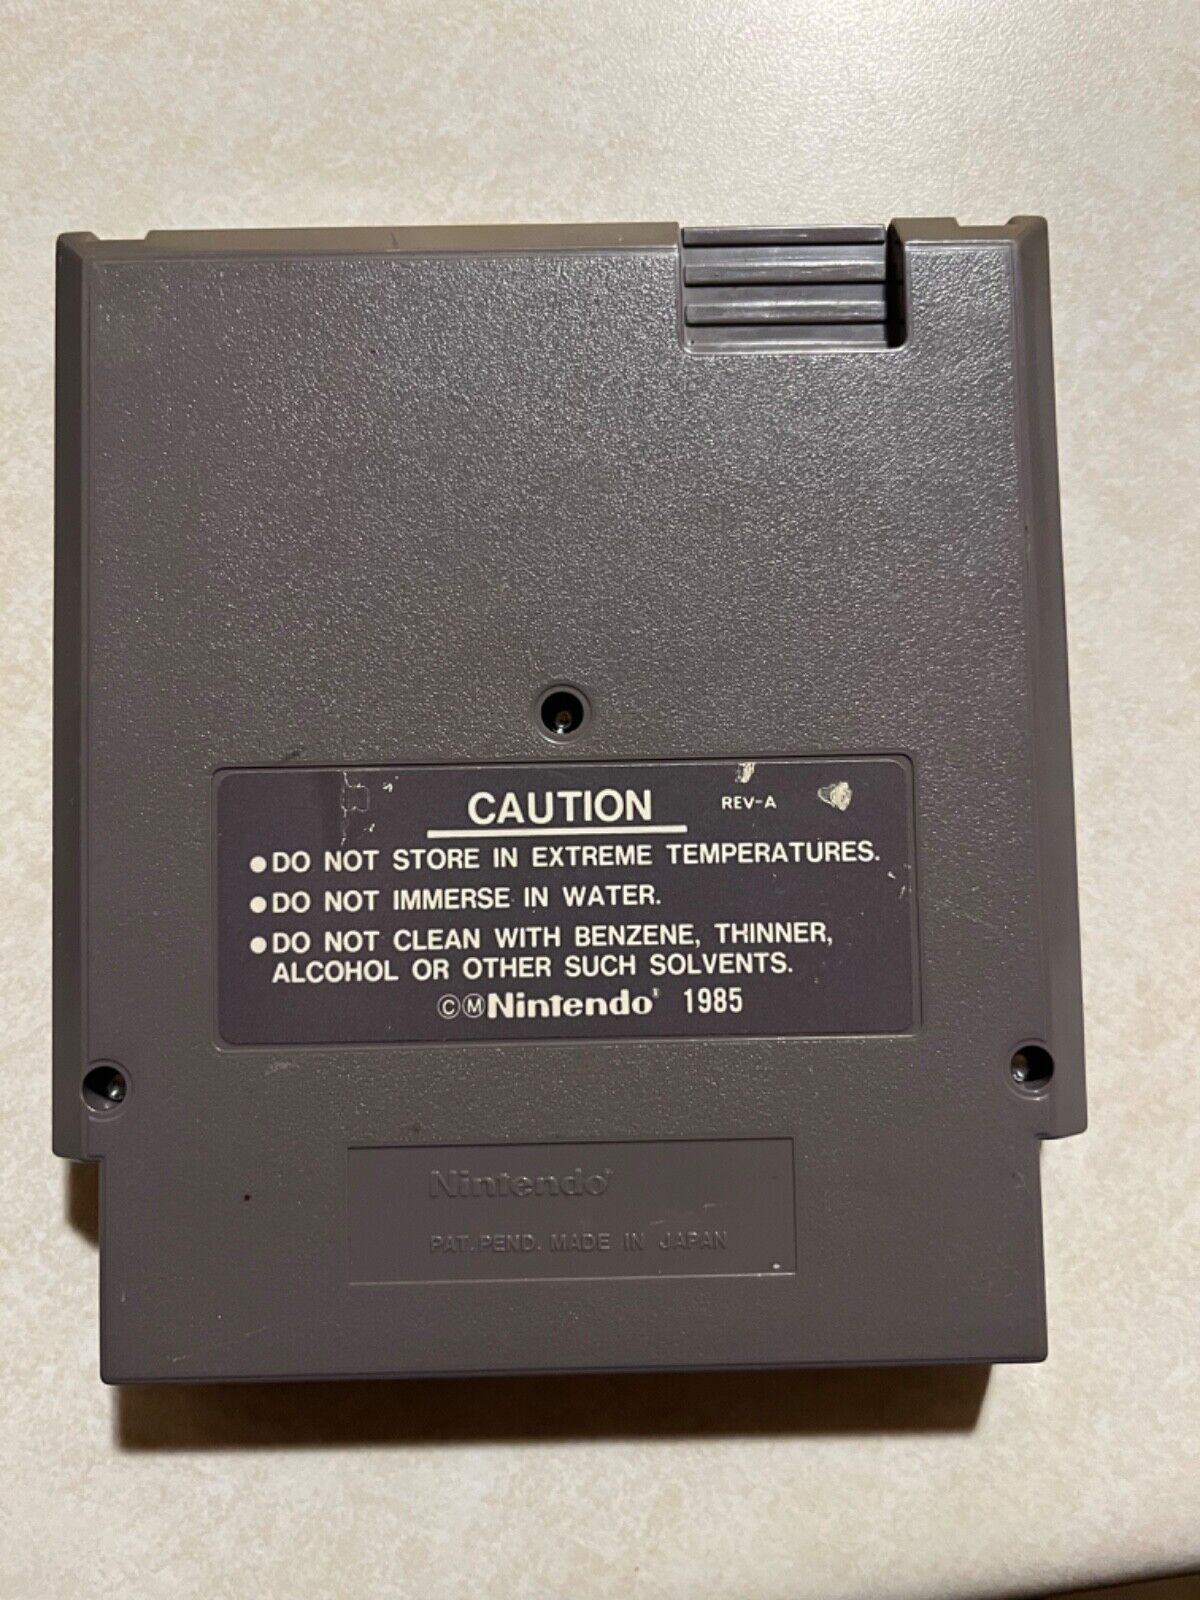 CAUTION REV-A
●DO NOT STORE IN EXTREME TEMPERATURES.
●DO NOT IMMERSE IN WATER.
●DO NOT CLEAN WITH BENZENE, THINNER,
ALCOHOL OR OTHER SUCH SOLVENTS.
ⒸⓂNintendo® 1985
Nintendo®
PAT. PEND. MADE IN JAPAN